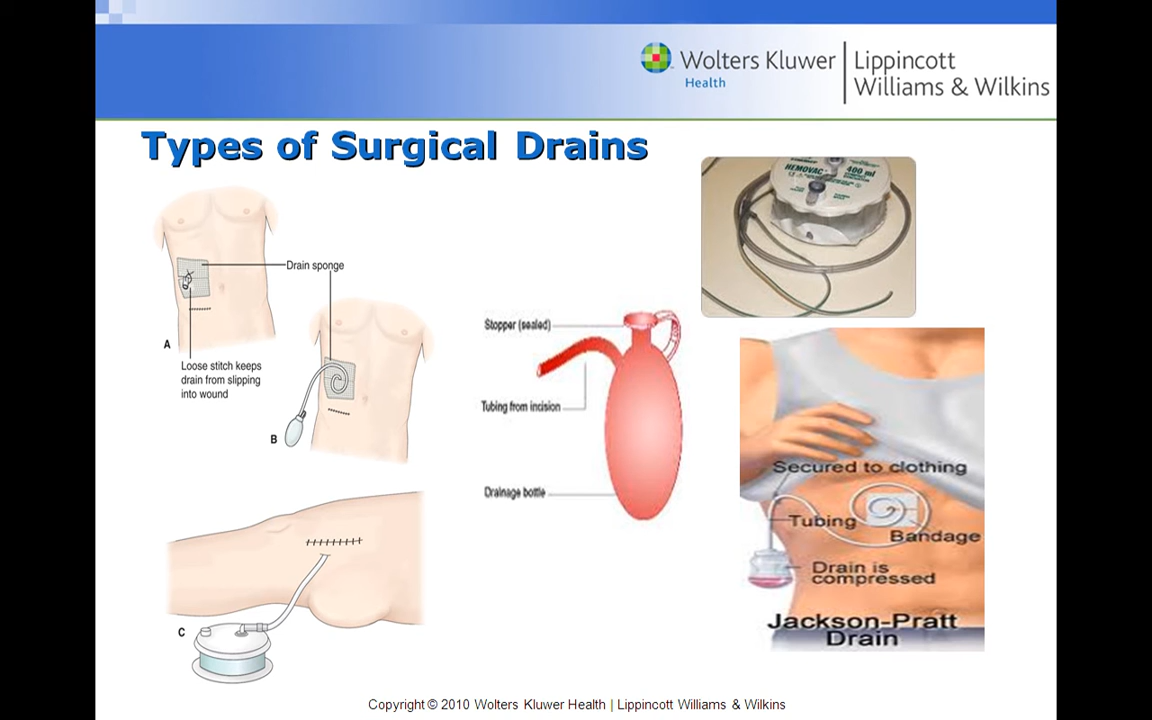 Wolters Kluwer
Health
Lippincott
Williams & Wilkins
Types of Surgical Drains
HEMOVAC
400 ml
Drain sponge
A
Loose stitch keeps
drain from slipping
into wound
B
Stopper (sealed)
Tubing from incision
Drainage bottle
C
Secured to clothing
Tubing
Bandage
Drain is
compressed
Jackson-Pratt
Drain
Copyright © 2010 Wolters Kluwer Health | Lippincott Williams & Wilkins